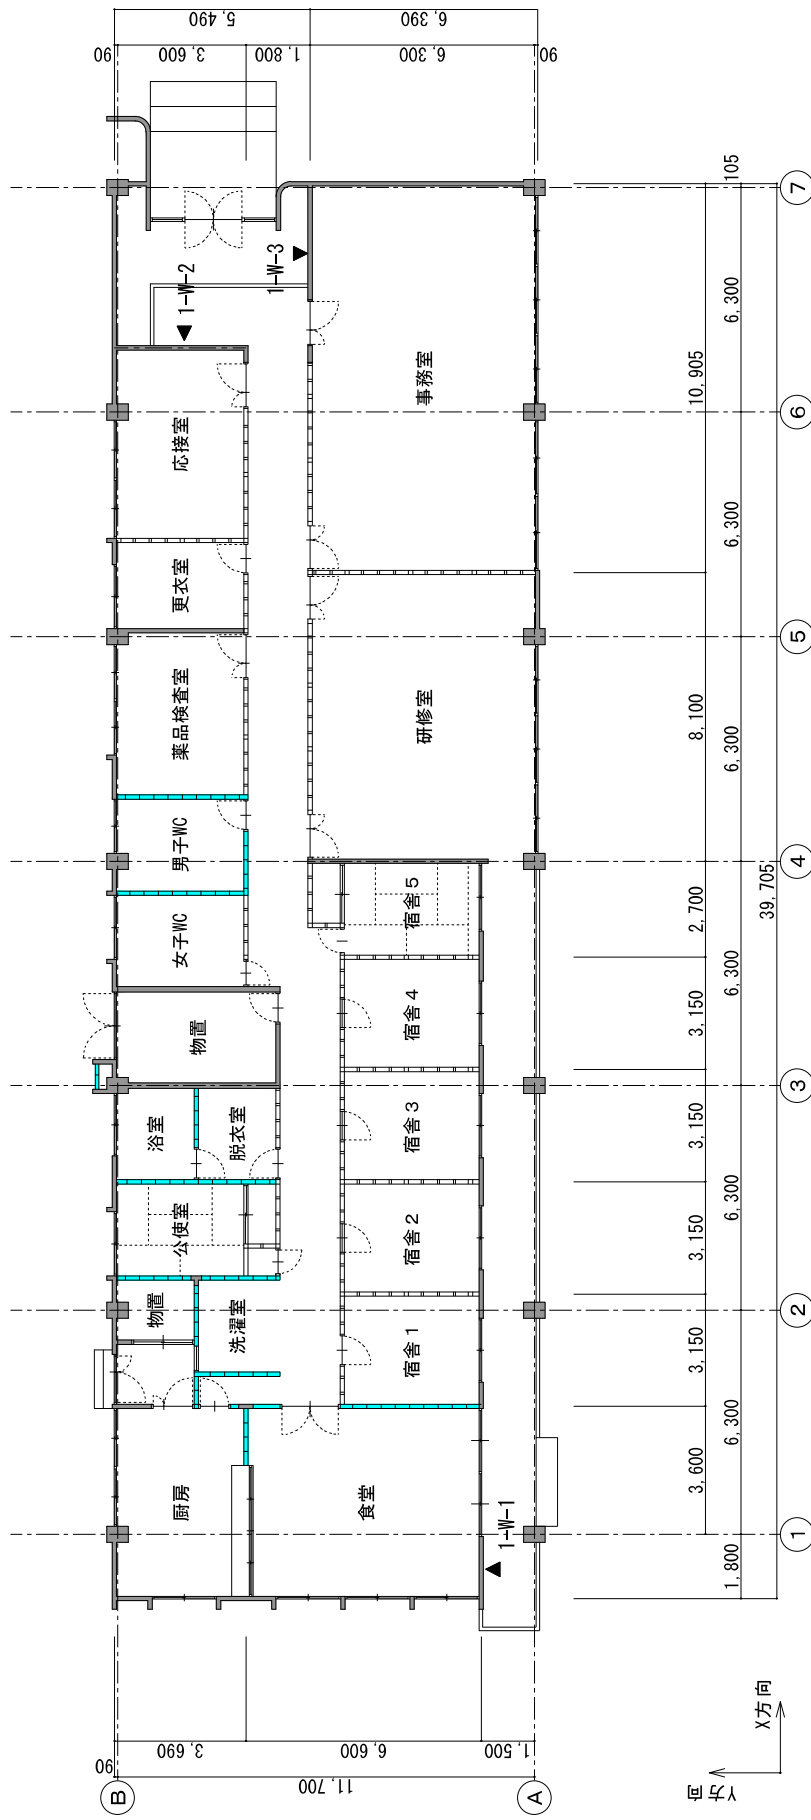 90
3,600
1,800
5,490
6,300
6,390
90
1-W-2
1-W-3
応接室
更衣室
薬品検査室
男子WC
女子WC
物置
浴室
脱衣室
公使室
物置
洗濯室
厨房
食堂
1-W-1
宿舎1
宿舎2
宿舎3
宿舎4
宿舎5
研修室
事務室
3,600
3,150
3,150
3,150
3,150
2,700
8,100
10,905
105
1,800
6,300
6,300
6,300
6,300
6,300
6,300
39,705
1
2
3
4
5
6
7
90
3,690
6,600
1,500
11,700
B
A
Y方向
X方向